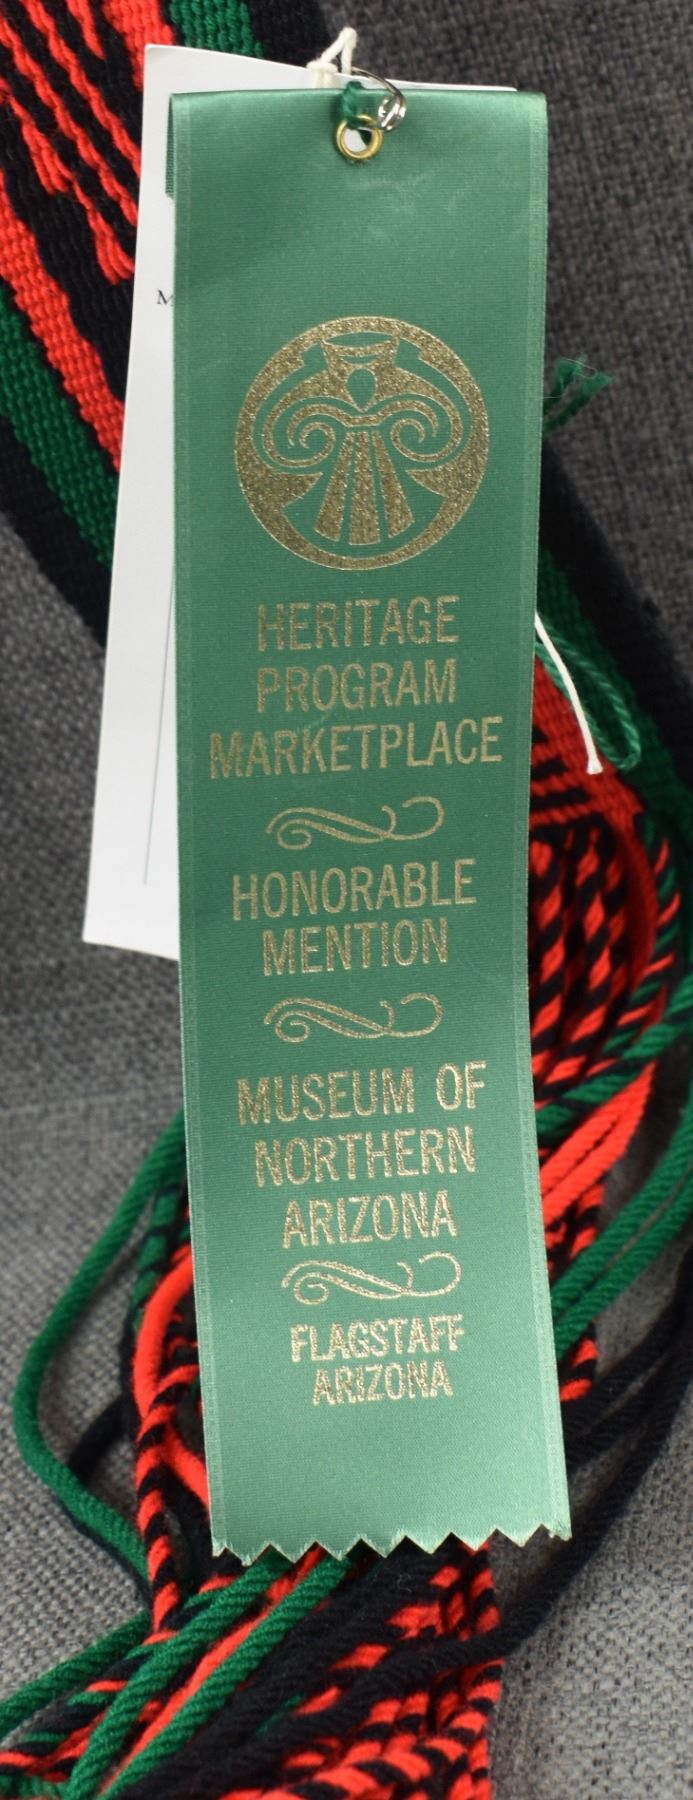 M
HERITAGE
PROGRAM
MARKETPLACE
HONORABLE
MENTION
MUSEUM OF
NORTHERN
ARIZONA
FLAGSTAFF
ARIZONA